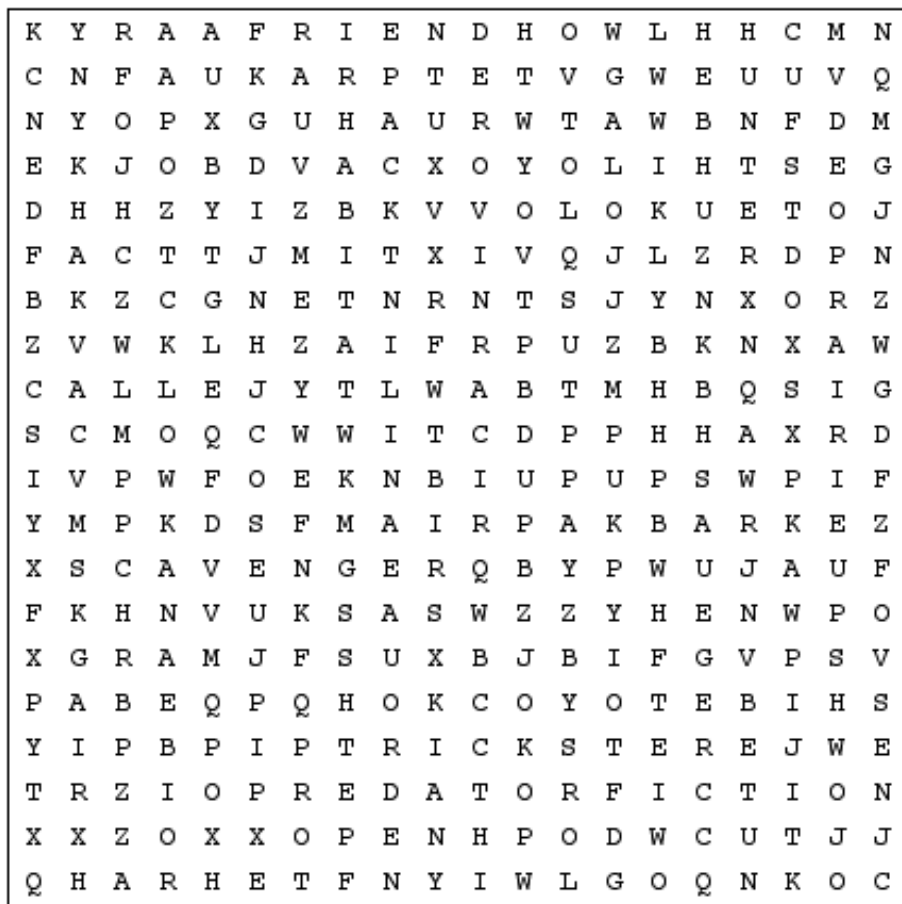 K Y R A A F R I E N D H O W L H H C M N
C N F A U K A R P T E T V G W E U U V Q
N Y O P X G U H A U R W T A W B N F D M
E K J O B D V A C X O Y O L I H T S E G
D H H Z Y I Z B K V V O L O K U E T O J
F A C T T J M I T X I V Q J L Z R D P N
B K Z C G N E T N R N T S J Y N X O R Z
Z V W K L H Z A I F R P U Z B K N X A W
C A L L E J Y T L W A B T M H B Q S I G
S C M O Q C W W I T C D P P H H A X R D
I V P W F O E K N B I U P U P S W P I F
Y M P K D S F M A I R P A K B A R K E Z
X S C A V E N G E R Q B Y P W U J A U F
F K H N V U K S A S W Z Z Y H E N W P O
X G R A M J F S U X B J B I F G V P S V
P A B E Q P Q H O K C O Y O T E B I H S
Y I P B P I P T R I C K S T E R E J W E
T R Z I O P R E D A T O R F I C T I O N
X X Z O X X O P E N H P O D W C U T J J
Q H A R H E T F N Y I W L G O Q N K O C